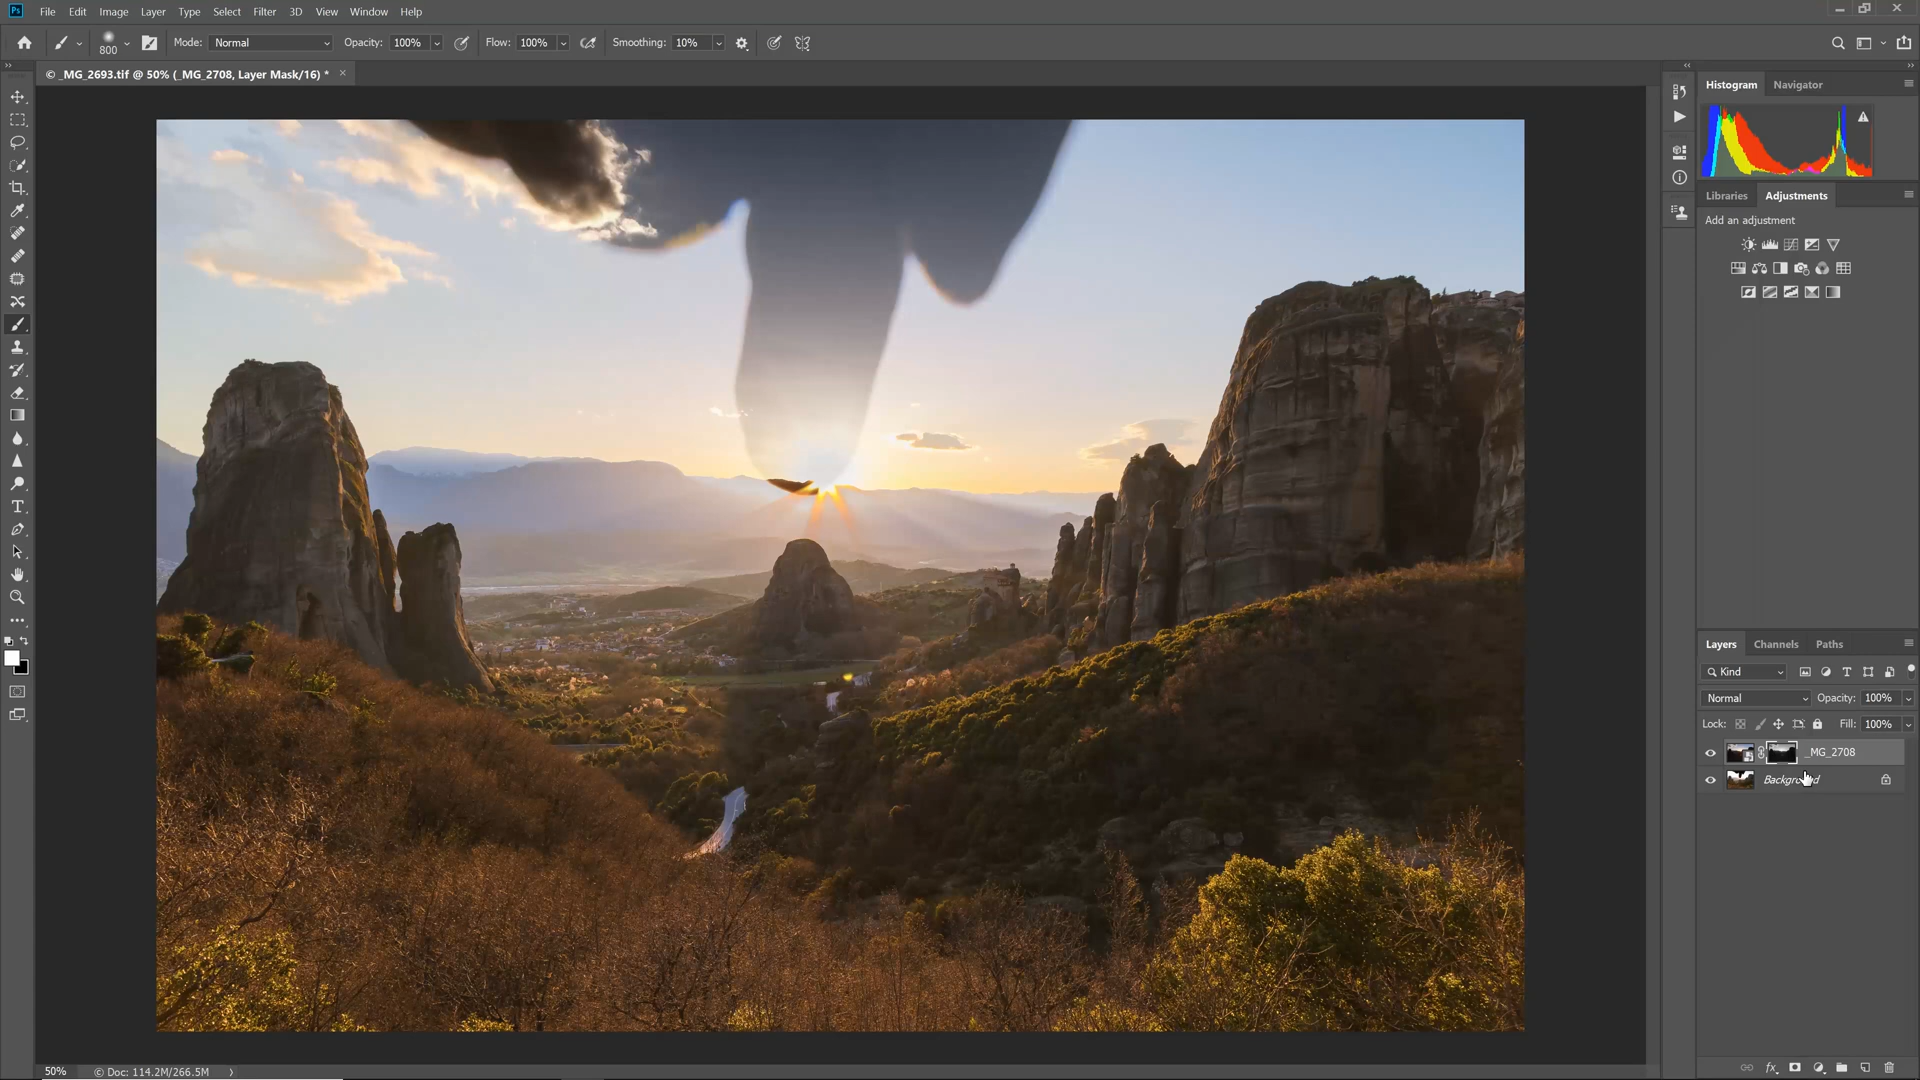 Ps File Edit Image Layer Type Select Filter 3D View Window Help
800 Mode: Normal Opacity: 100% Flow: 100% Smoothing: 10%
© _MG_2693.tif @ 50% (_MG_2708, Layer Mask/16) * ×
Histogram Navigator
Libraries Adjustments
Add an adjustment
Layers Channels Paths
Kind
Normal Opacity: 100%
Lock: Fill: 100%
_MG_2708
Background
50% © Doc: 114.2M/266.5M
fx